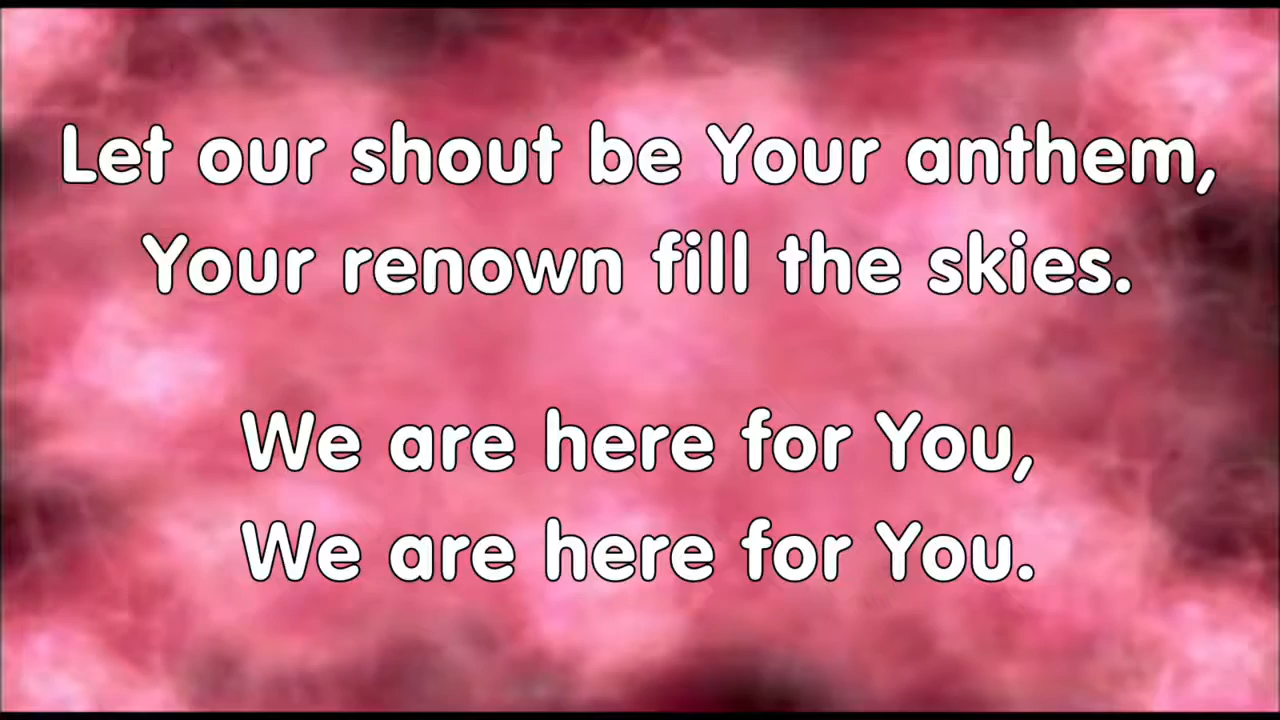 Let our shout be Your anthem,
Your renown fill the skies.
We are here for You,
We are here for You.